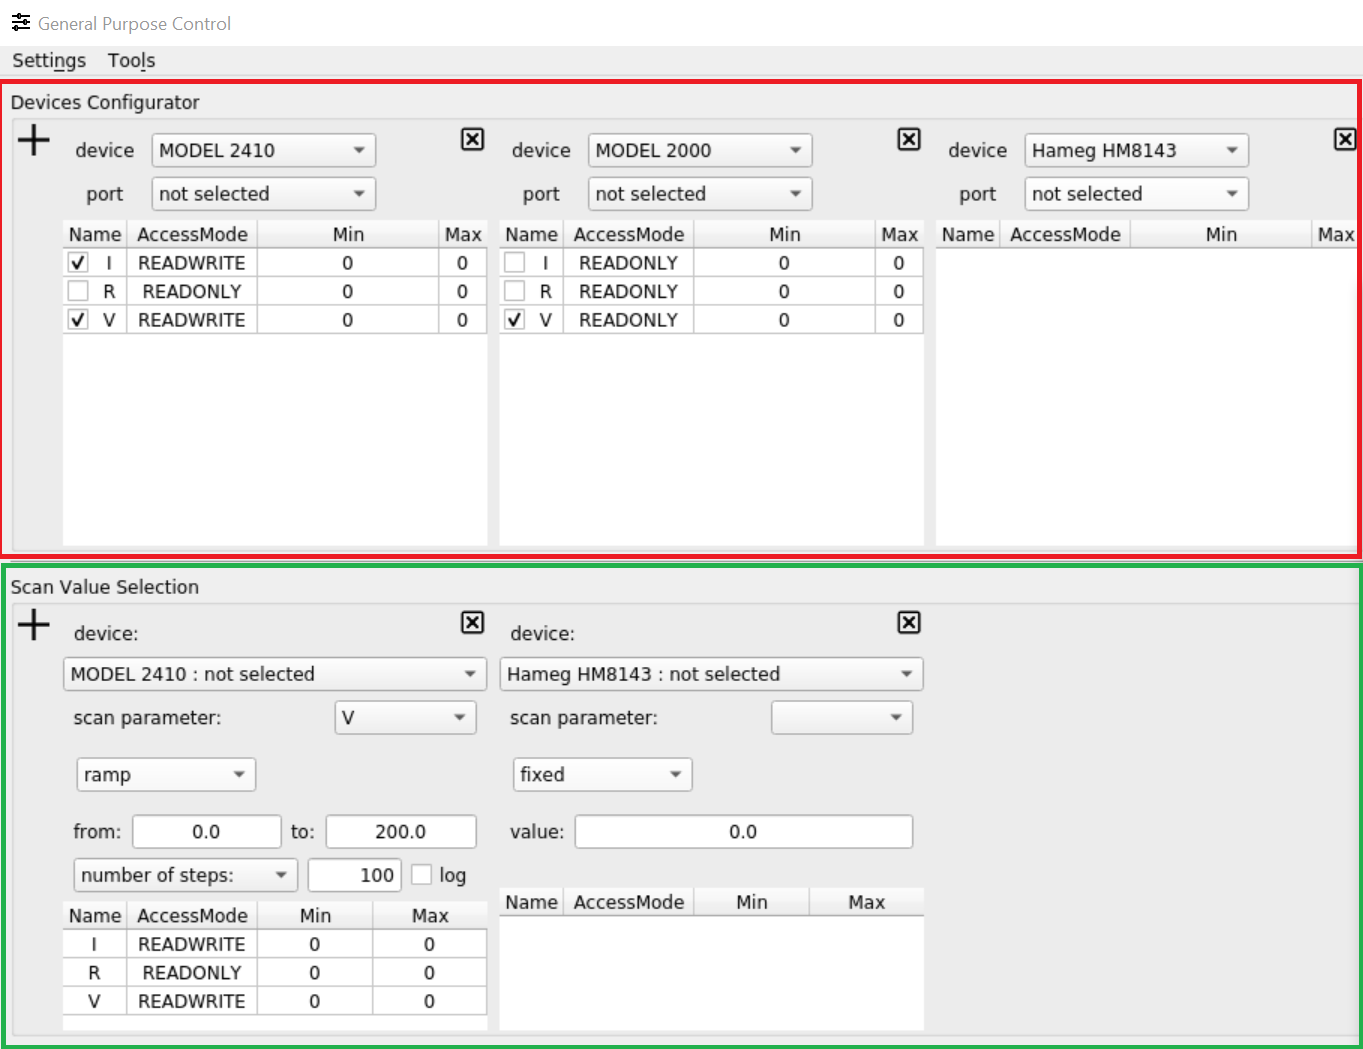 General Purpose Control
Settings Tools
Devices Configurator
device MODEL 2410 device MODEL 2000 device Hameg HM8143
port not selected port not selected port not selected
Name AccessMode Min Max Name AccessMode Min Max Name AccessMode Min Max
I READWRITE 0 0 I READONLY 0 0
R READONLY 0 0 R READONLY 0 0
V READWRITE 0 0 V READONLY 0 0
Scan Value Selection
device: device:
MODEL 2410 : not selected Hameg HM8143 : not selected
scan parameter: V scan parameter:
ramp fixed
from: 0.0 to: 200.0 value: 0.0
number of steps: 100 log
Name AccessMode Min Max Name AccessMode Min Max
I READWRITE 0 0
R READONLY 0 0
V READWRITE 0 0